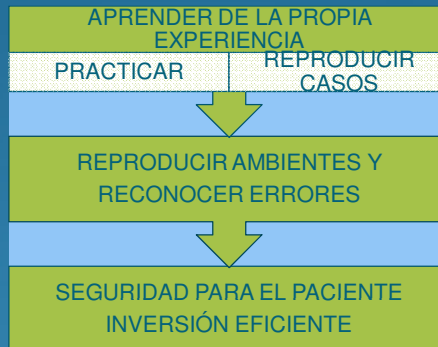 APRENDER DE LA PROPIA
EXPERIENCIA
PRACTICAR
REPRODUCIR
CASOS
REPRODUCIR AMBIENTES Y
RECONOCER ERRORES
SEGURIDAD PARA EL PACIENTE
INVERSIÓN EFICIENTE